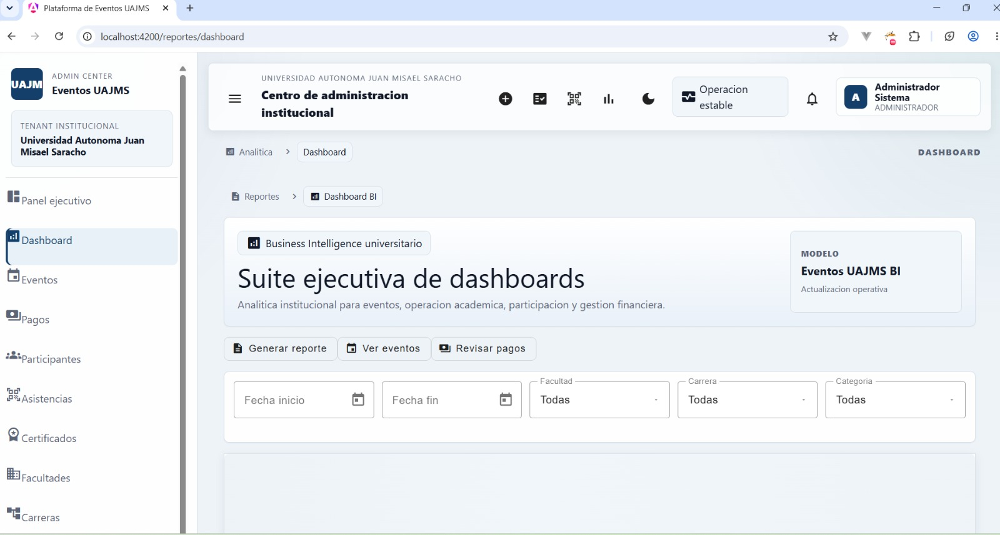 Plataforma de Eventos UAJMS
localhost:4200/reportes/dashboard
UAJM
ADMIN CENTER
Eventos UAJMS
TENANT INSTITUCIONAL
Universidad Autonoma Juan
Misael Saracho
Panel ejecutivo
Dashboard
Eventos
Pagos
Participantes
Asistencias
Certificados
Facultades
Carreras
UNIVERSIDAD AUTONOMA JUAN MISAEL SARACHO
Centro de administracion
institucional
Operacion
estable
A
Administrador
Sistema
ADMINISTRADOR
Analitica
Dashboard
DASHBOARD
Reportes
Dashboard BI
Business Intelligence universitario
Suite ejecutiva de dashboards
Analitica institucional para eventos, operacion academica, participacion y gestion financiera.
MODELO
Eventos UAJMS BI
Actualizacion operativa
Generar reporte
Ver eventos
Revisar pagos
Fecha inicio
Fecha fin
Facultad
Todas
Carrera
Todas
Categoria
Todas